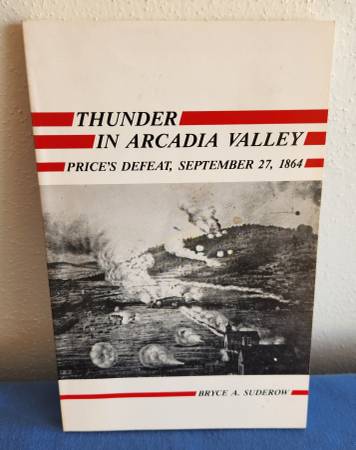 THUNDER
IN ARCADIA VALLEY
PRICE'S DEFEAT, SEPTEMBER 27, 1864
BRYCE A. SUDEROW